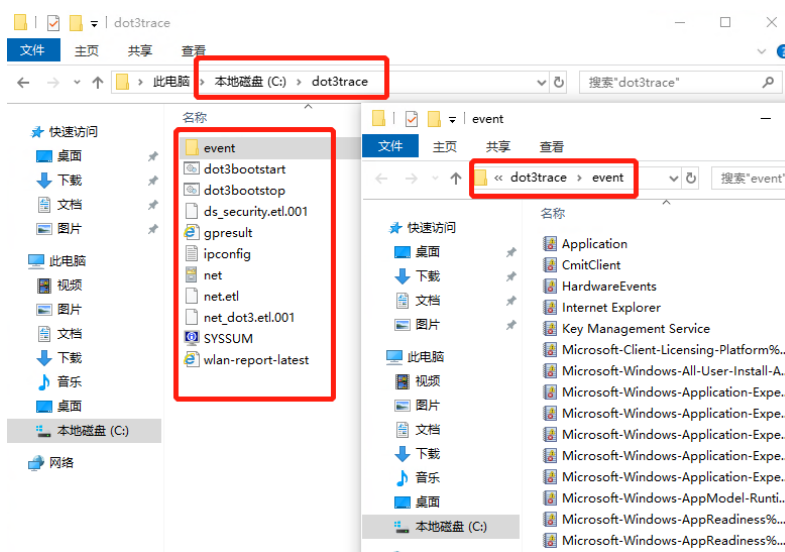 dot3trace
文件 主页 共享 查看
此电脑 › 本地磁盘 (C:) › dot3trace
搜索"dot3trace"
快速访问
桌面
下载
文档
图片
此电脑
视频
图片
文档
下载
音乐
桌面
本地磁盘 (C:)
网络
名称
event
dot3bootstart
dot3bootstop
ds_security.etl.001
gpresult
ipconfig
net
net.etl
net_dot3.etl.001
SYSSUM
wlan-report-latest
event
文件 主页 共享 查看
« dot3trace › event
搜索"event"
快速访问
桌面
下载
文档
图片
此电脑
视频
图片
文档
下载
音乐
桌面
本地磁盘 (C:)
名称
Application
CmitClient
HardwareEvents
Internet Explorer
Key Management Service
Microsoft-Client-Licensing-Platform%...
Microsoft-Windows-All-User-Install-A...
Microsoft-Windows-Application-Expe...
Microsoft-Windows-Application-Expe...
Microsoft-Windows-Application-Expe...
Microsoft-Windows-Application-Expe...
Microsoft-Windows-Application-Expe...
Microsoft-Windows-AppModel-Runti...
Microsoft-Windows-AppReadiness%...
Microsoft-Windows-AppReadiness%...